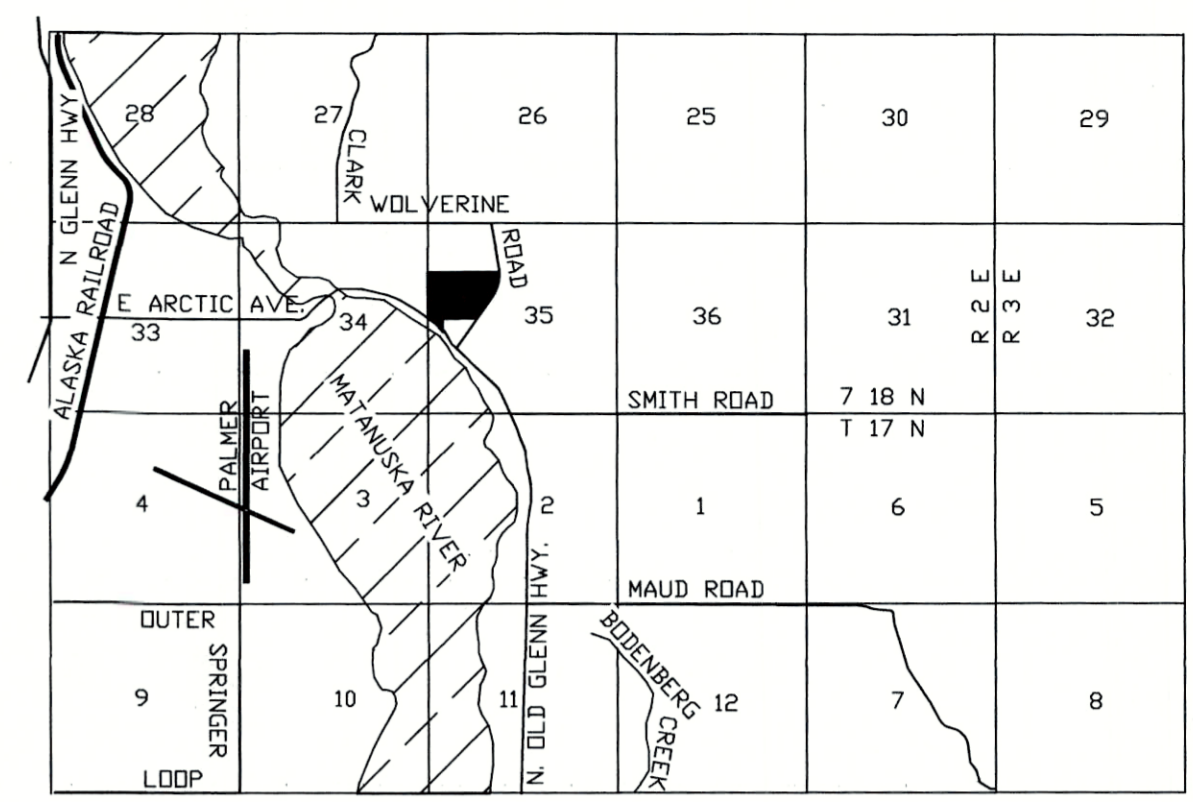 28
27
26
25
30
29
N GLENN HWY
CLARK
WOLVERINE
ROAD
ALASKA RAILROAD
E ARCTIC AVE.
33
34
35
36
31
32
R 2 E
R 3 E
SMITH ROAD
7 18 N
T 17 N
PALMER
AIRPORT
MATANUSKA RIVER
4
3
2
1
6
5
MAUD ROAD
OUTER
SPRINGER
LOOP
N. OLD GLENN HWY.
BODENBERG
CREEK
9
10
11
12
7
8